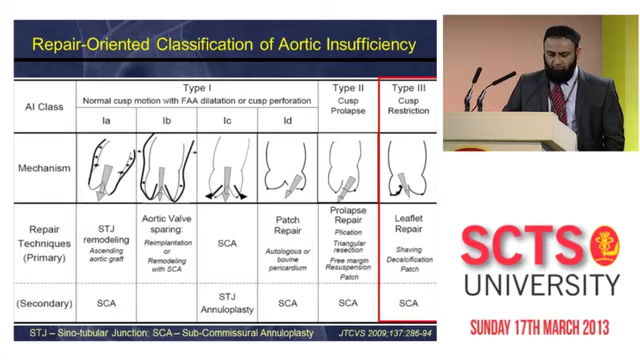 Repair-Oriented Classification of Aortic Insufficiency
AI Class
Type I
Normal cusp motion with FAA dilatation or cusp perforation
Type II
Cusp
Prolapse
Type III
Cusp
Restriction
Ia
Ib
Ic
Id
Mechanism
Repair
Techniques
(Primary)
STJ
remodeling
Ascending
aortic graft
Aortic Valve
sparing:
Reimplantation
or
Remodeling
with SCA
SCA
Patch
Repair
Autologous or
bovine
pericardium
Prolapse
Repair
Plication
Triangular
resection
Free margin
Resuspension
Patch
Leaflet
Repair
Shaving
Decalcification
Patch
(Secondary)
SCA
STJ
Annuloplasty
SCA
SCA
SCA
STJ – Sino-tubular Junction; SCA – Sub-Commissural Annuloplasty
JTCVS 2009;137:286-94
SCTS
UNIVERSITY
SUNDAY 17TH MARCH 2013